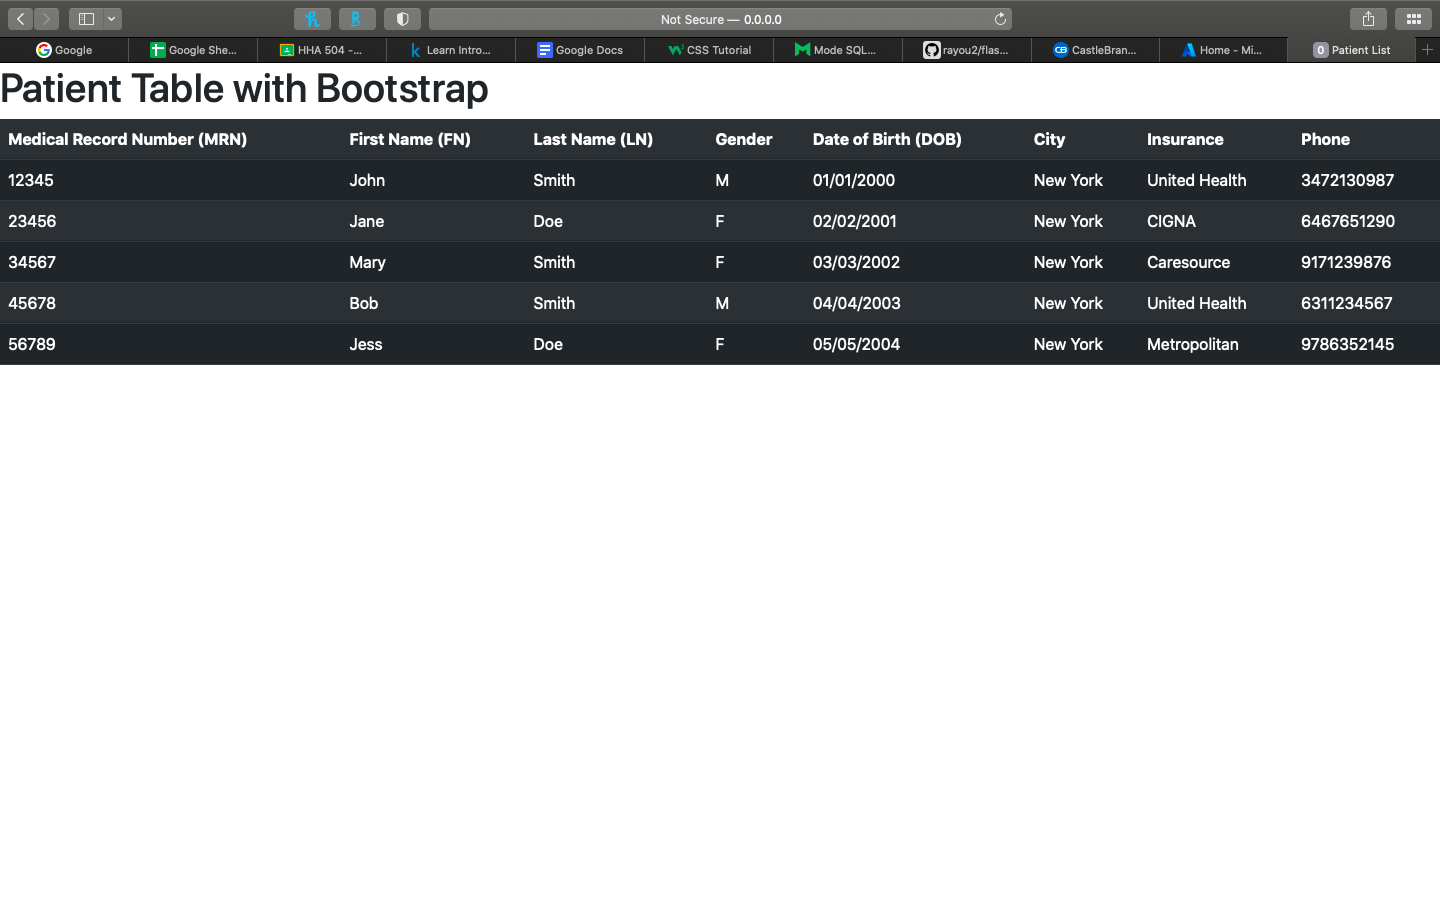 Not Secure — 0.0.0.0
Google Google She... HHA 504 -... Learn Intro... Google Docs CSS Tutorial Mode SQL... rayou2/flas... CastleBran... Home - Mi... 0 Patient List
Patient Table with Bootstrap
Medical Record Number (MRN) First Name (FN) Last Name (LN) Gender Date of Birth (DOB) City Insurance Phone
12345 John Smith M 01/01/2000 New York United Health 3472130987
23456 Jane Doe F 02/02/2001 New York CIGNA 6467651290
34567 Mary Smith F 03/03/2002 New York Caresource 9171239876
45678 Bob Smith M 04/04/2003 New York United Health 6311234567
56789 Jess Doe F 05/05/2004 New York Metropolitan 9786352145